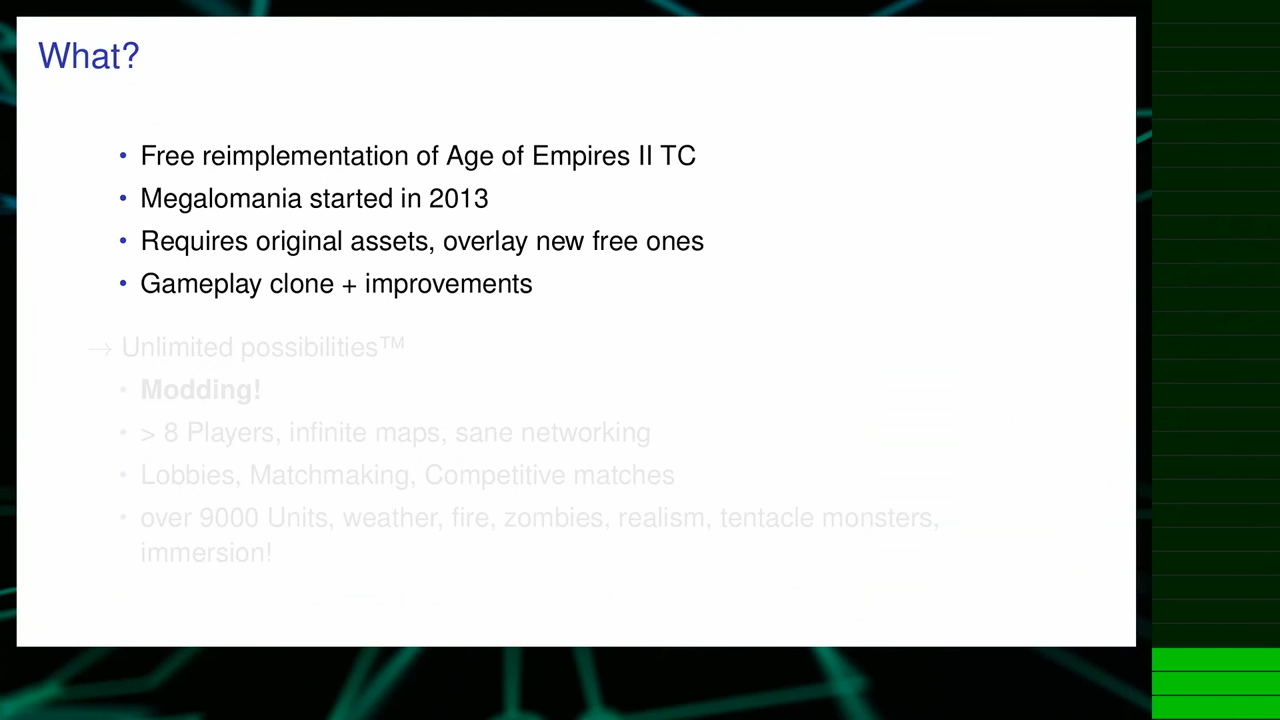 What?
• Free reimplementation of Age of Empires II TC
• Megalomania started in 2013
• Requires original assets, overlay new free ones
• Gameplay clone + improvements
→ Unlimited possibilities™
• Modding!
• > 8 Players, infinite maps, sane networking
• Lobbies, Matchmaking, Competitive matches
• over 9000 Units, weather, fire, zombies, realism, tentacle monsters,
immersion!